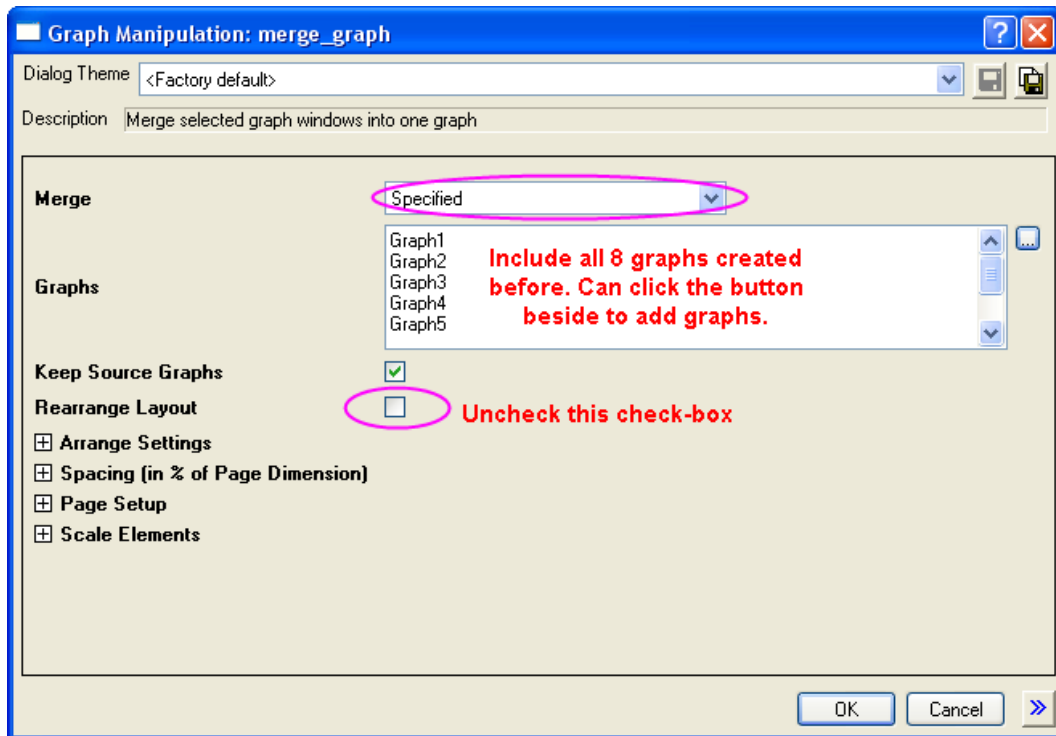 Graph Manipulation: merge_graph
Dialog Theme <Factory default>
Description Merge selected graph windows into one graph
Merge Specified
Graphs
Graph1
Graph2
Graph3
Graph4
Graph5
Include all 8 graphs created
before. Can click the button
beside to add graphs.
...
Keep Source Graphs
Rearrange Layout
Uncheck this check-box
Arrange Settings
Spacing (in % of Page Dimension)
Page Setup
Scale Elements
OK Cancel